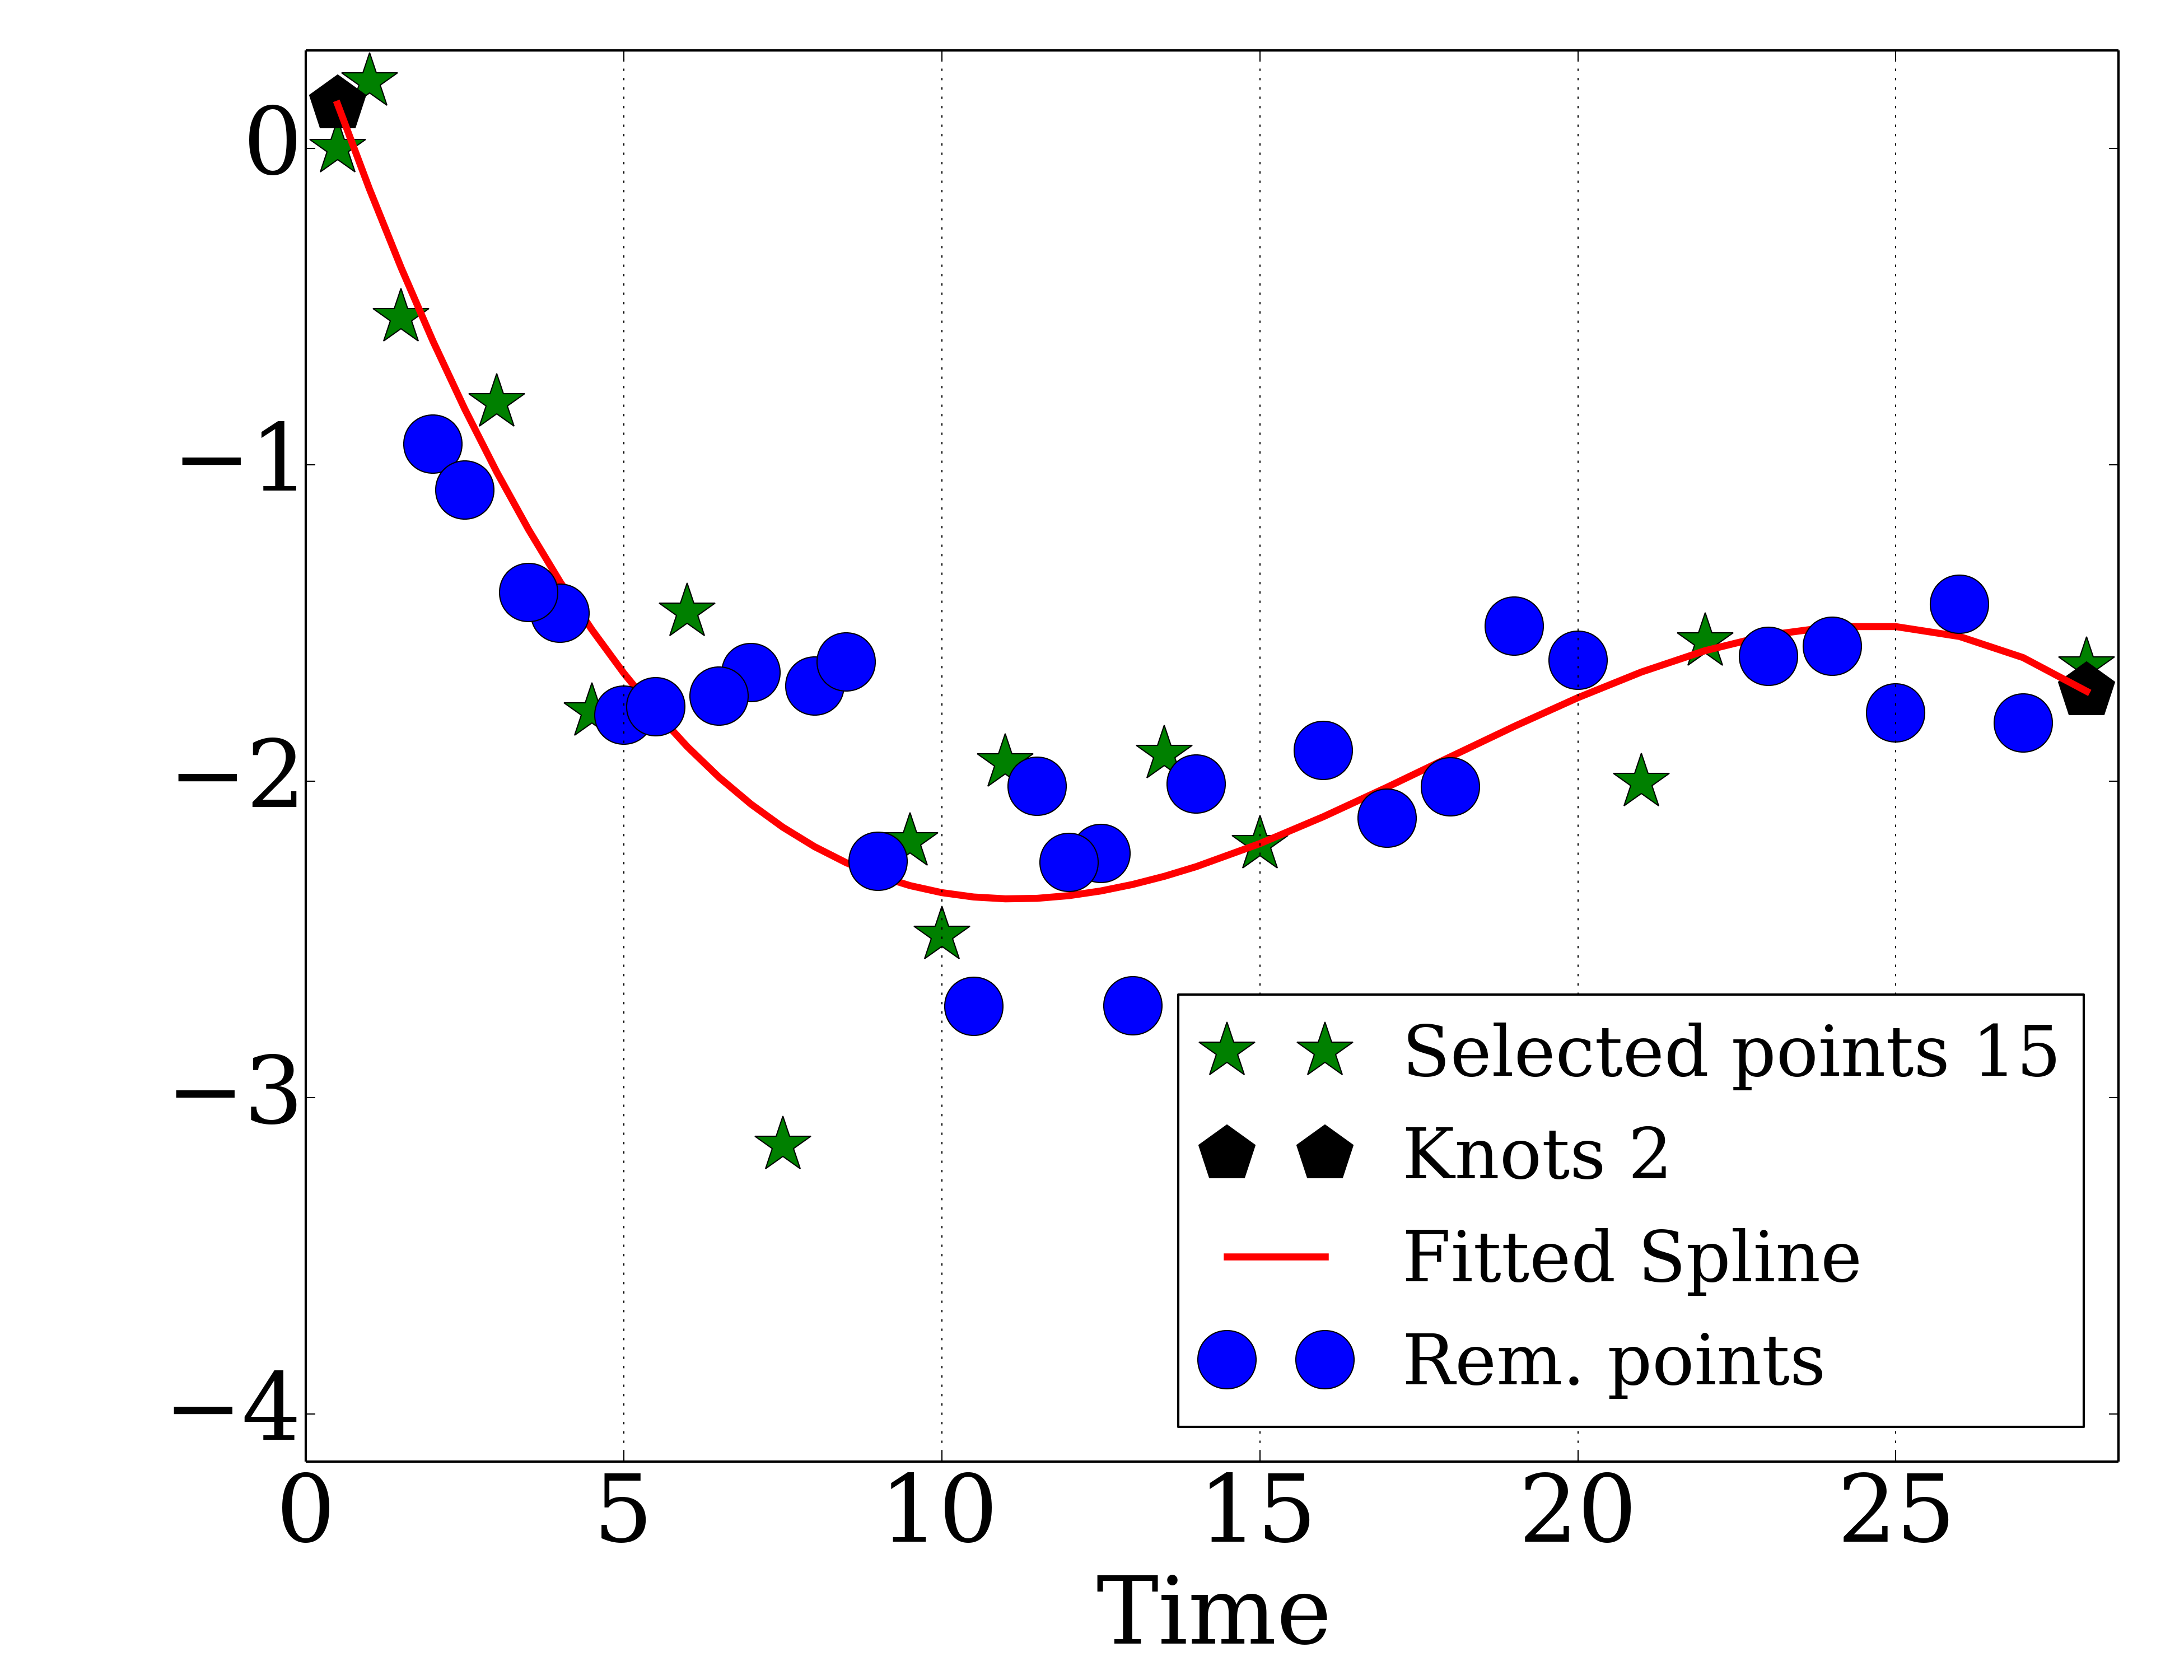 0
−1
−2
−3
−4
Selected points 15
Knots 2
Fitted Spline
Rem. points
0 5 10 15 20 25
Time